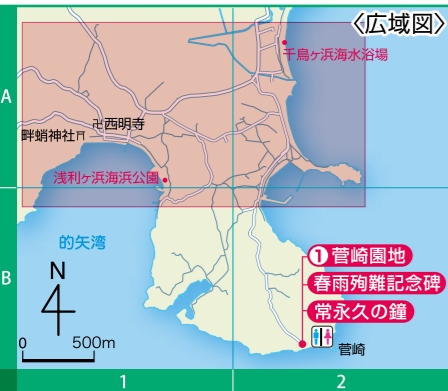 〈広域図〉
千鳥ヶ浜海水浴場
A
卍西明寺
畔蛸神社
浅利ヶ浜海浜公園
的矢湾
B
①菅崎園地
春雨殉難記念碑
常永久の鐘
N
0 500m
菅崎
1 2